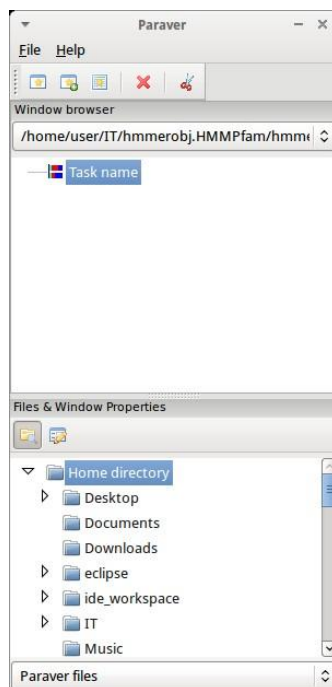 Paraver
File Help
Window browser
/home/user/IT/hmmerobj.HMMPfam/hmme
Task name
Files & Window Properties
Home directory
Desktop
Documents
Downloads
eclipse
ide_workspace
IT
Music
Paraver files